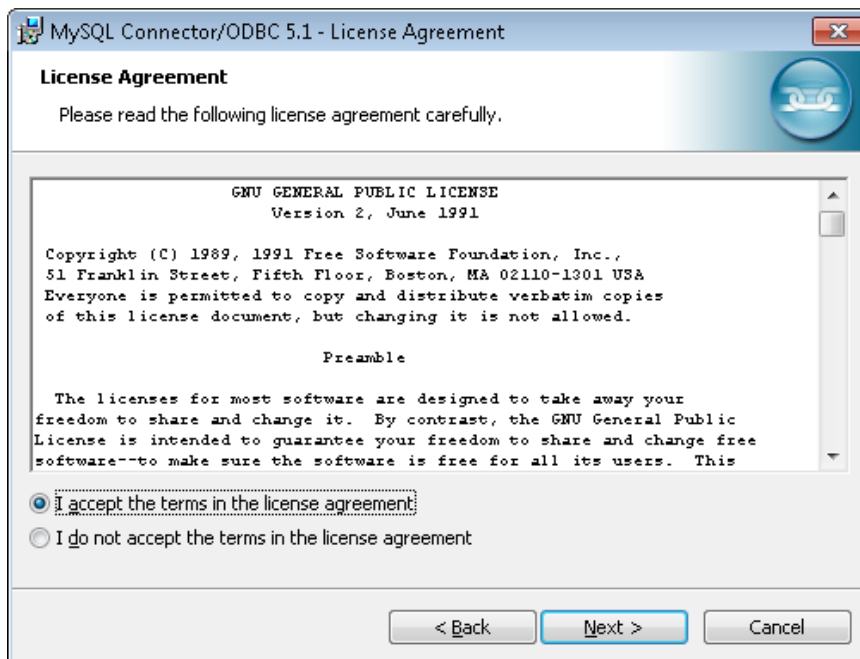 MySQL Connector/ODBC 5.1 - License Agreement
License Agreement
Please read the following license agreement carefully.
GNU GENERAL PUBLIC LICENSE
Version 2, June 1991
Copyright (C) 1989, 1991 Free Software Foundation, Inc.,
51 Franklin Street, Fifth Floor, Boston, MA 02110-1301 USA
Everyone is permitted to copy and distribute verbatim copies
of this license document, but changing it is not allowed.
Preamble
The licenses for most software are designed to take away your
freedom to share and change it.  By contrast, the GNU General Public
License is intended to guarantee your freedom to share and change free
software--to make sure the software is free for all its users.  This
I accept the terms in the license agreement
I do not accept the terms in the license agreement
< Back
Next >
Cancel